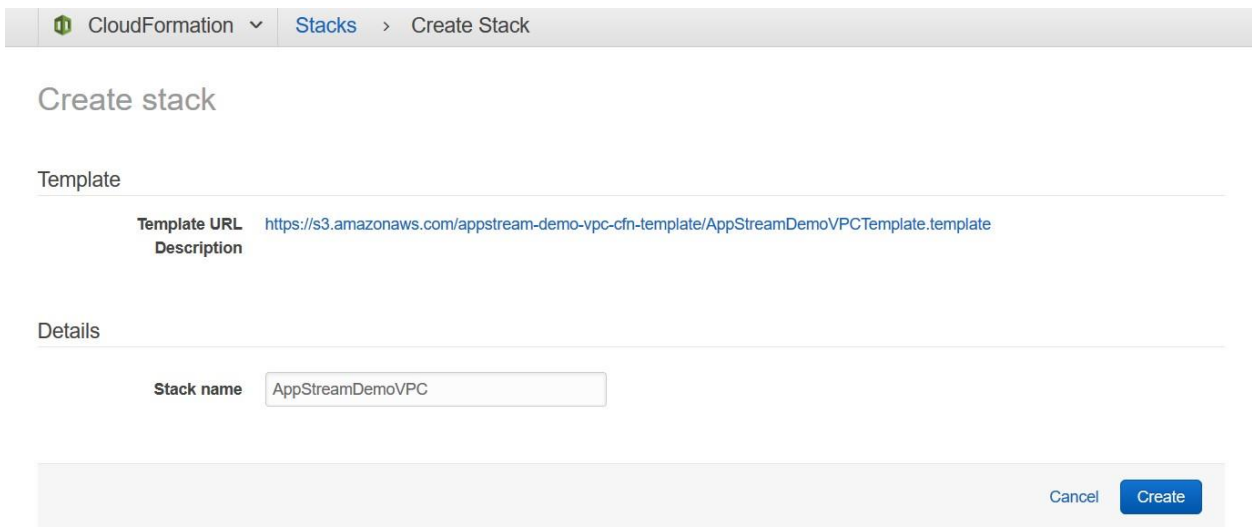 CloudFormation Stacks > Create Stack
Create stack
Template
Template URL https://s3.amazonaws.com/appstream-demo-vpc-cfn-template/AppStreamDemoVPCTemplate.template
Description
Details
Stack name AppStreamDemoVPC
Cancel Create